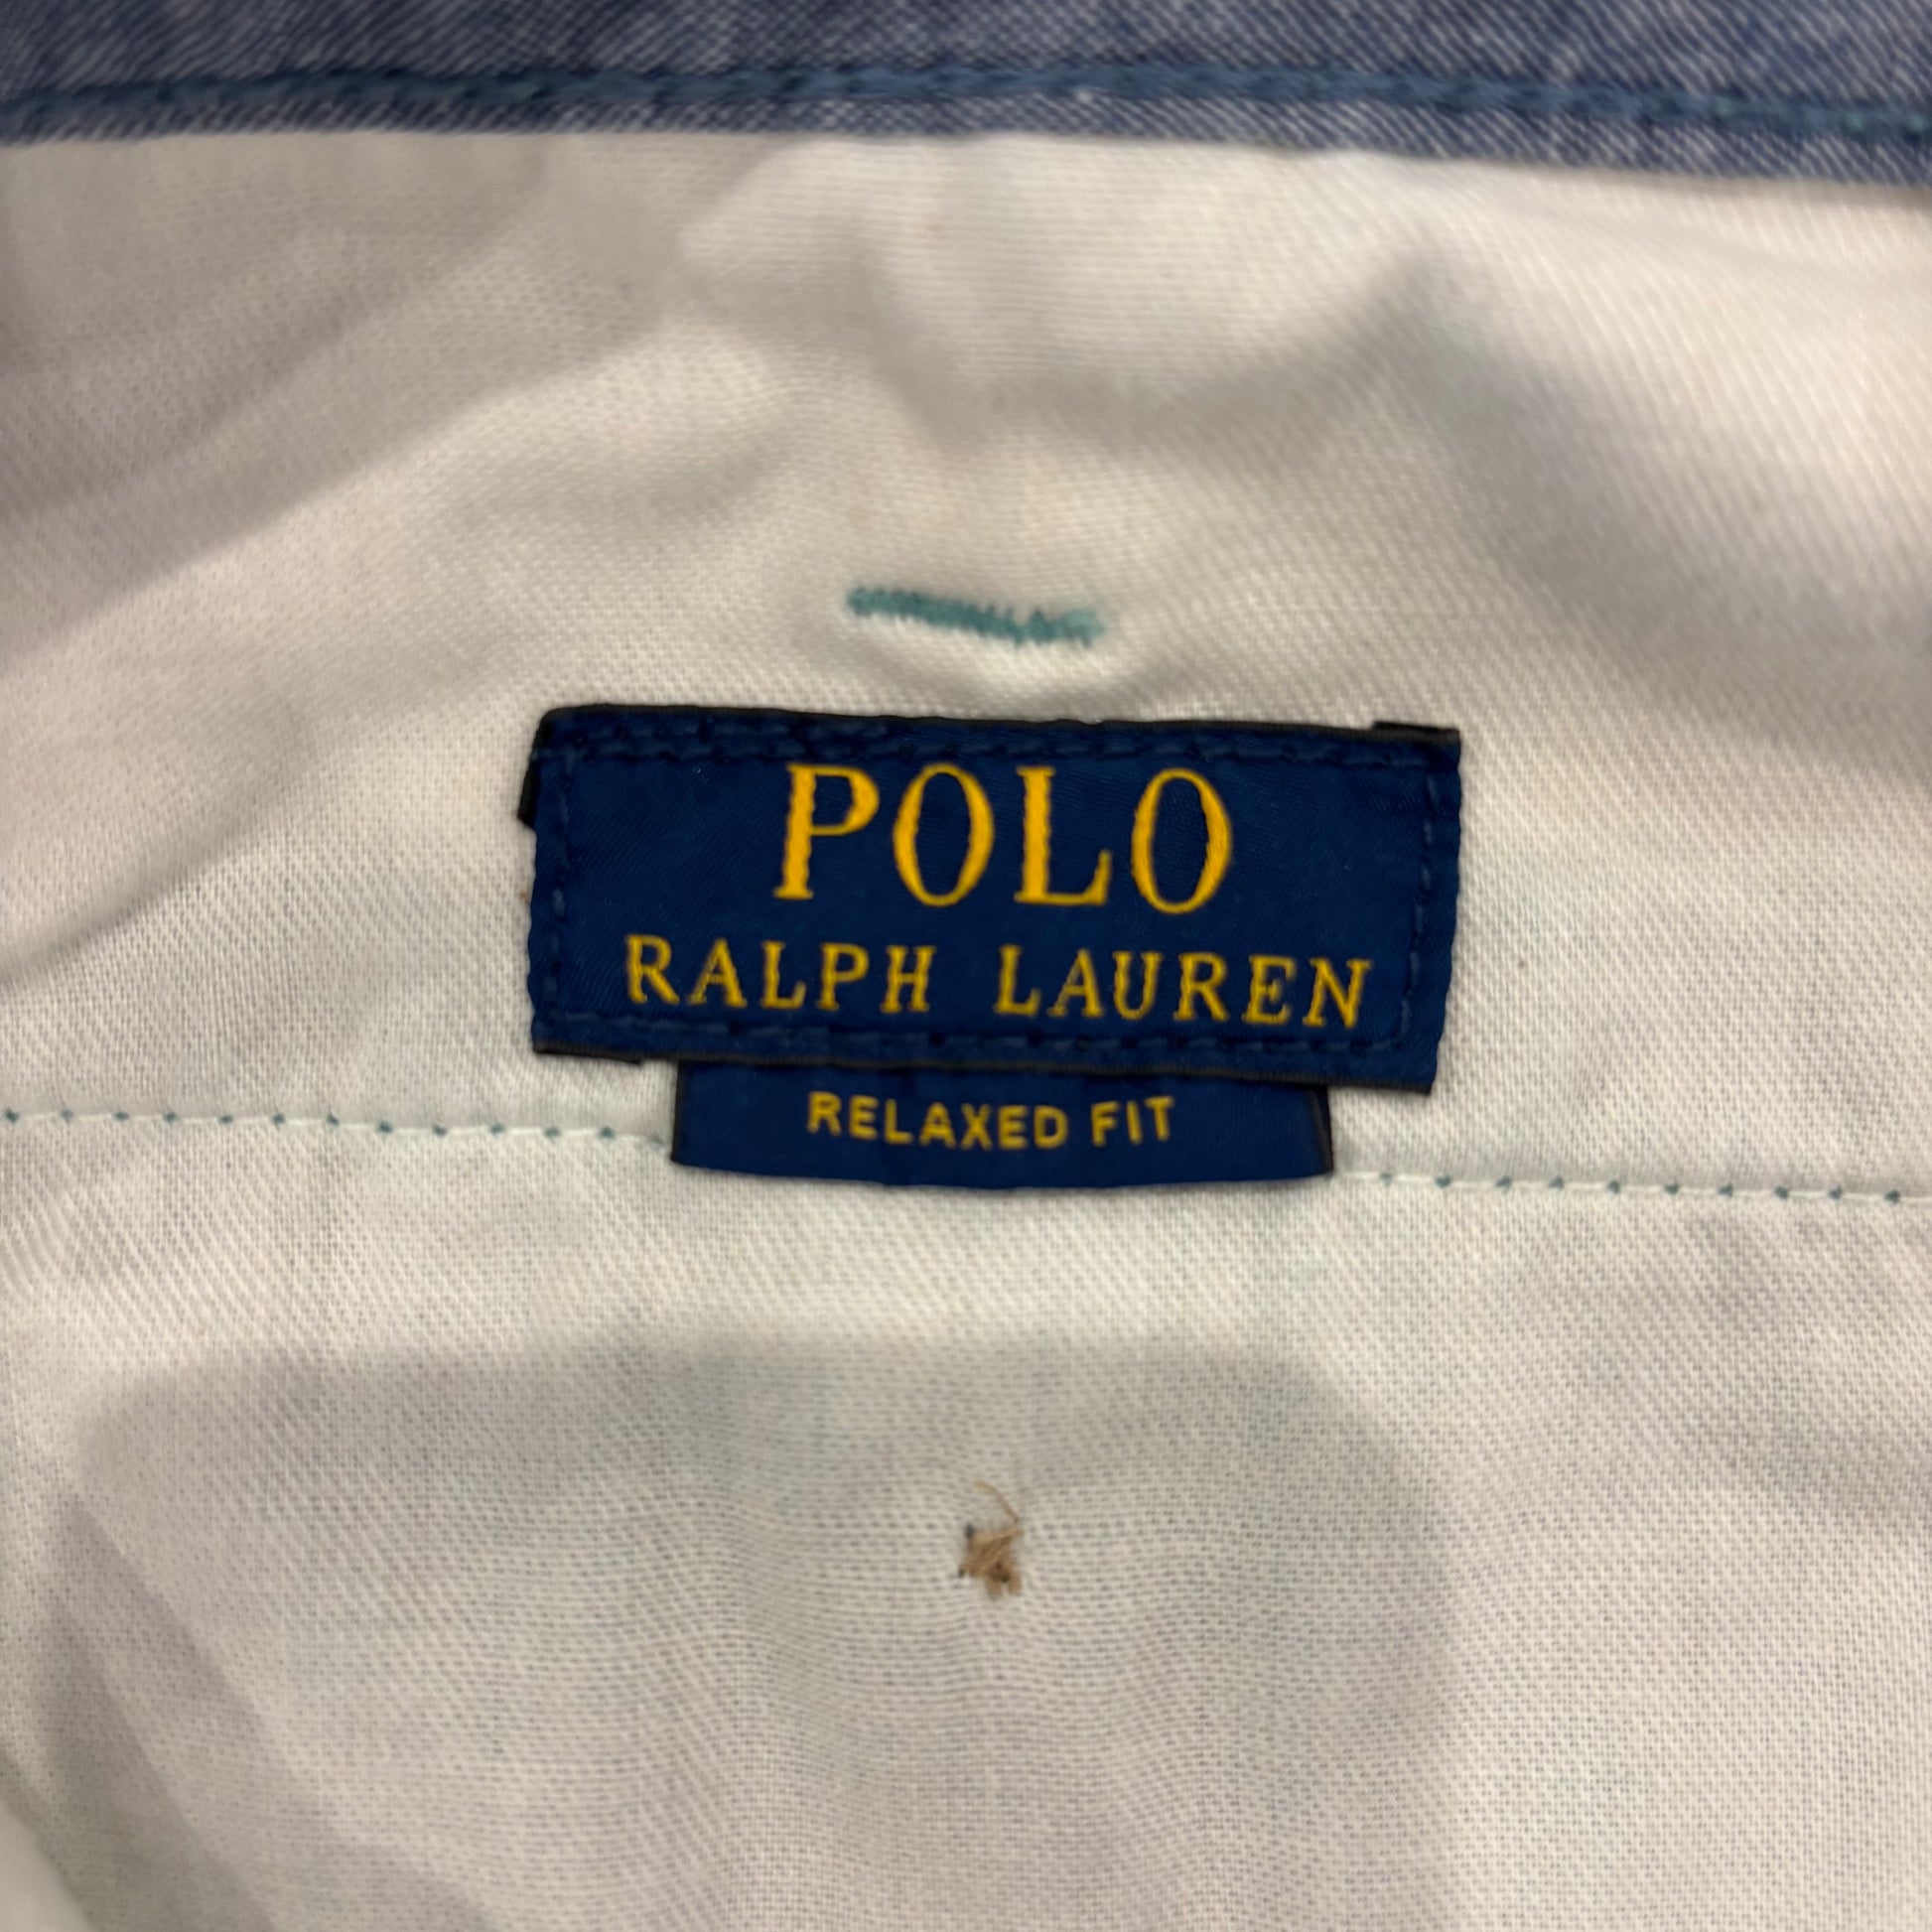 POLO
RALPH LAUREN
RELAXED FIT